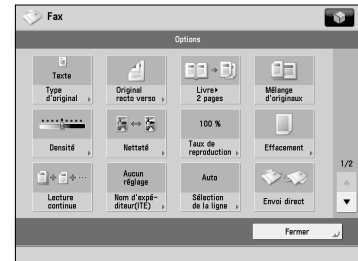 Fax
Options
Texte
Type
d'original
Original
recto verso
Livre▸
2 pages
Mélange
d'originaux
Densité
Netteté
100 %
Taux de
reproduction
Effacement
1/2
Lecture
continue
Aucun
réglage
Nom d'expé-
diteur(ITE)
Auto
Sélection
de la ligne
Envoi direct
Fermer